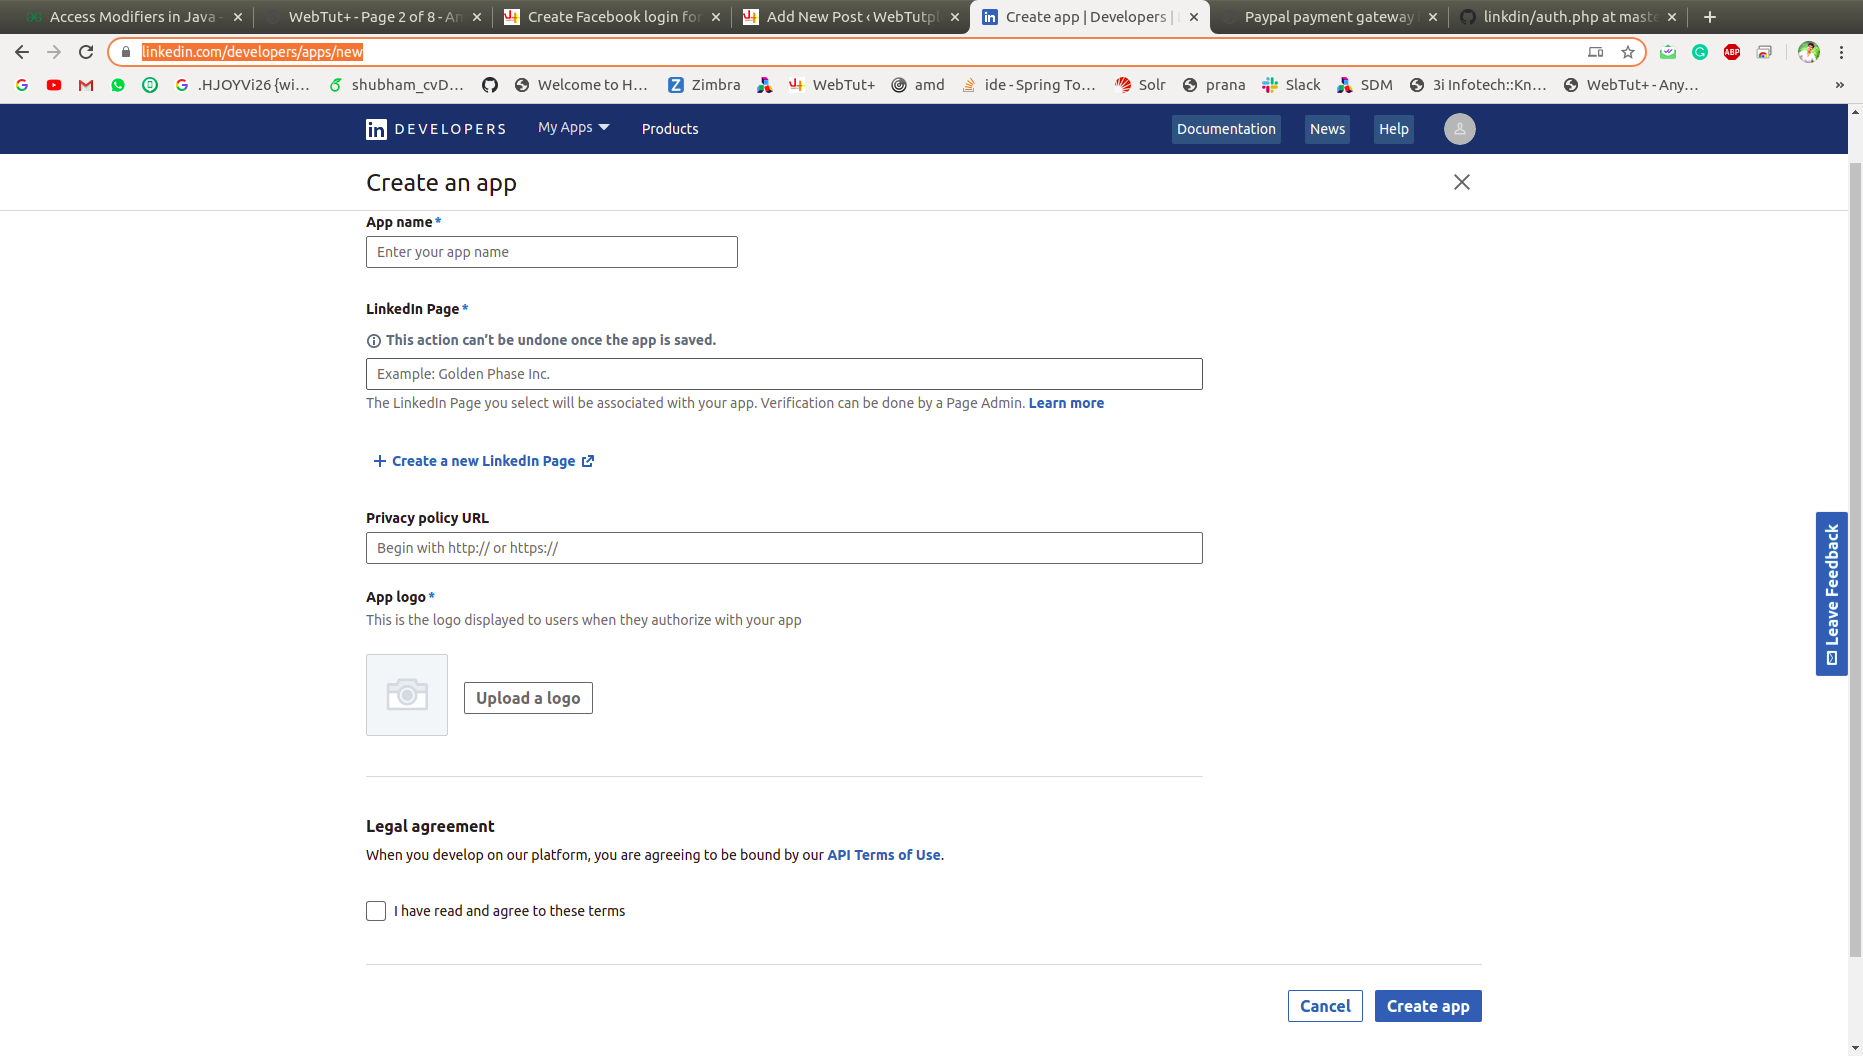 Access Modifiers in Java -
WebTut+ - Page 2 of 8 - An
Create Facebook login for
Add New Post ‹ WebTutpl
Create app | Developers |
Paypal payment gateway
linkdin/auth.php at maste
linkedin.com/developers/apps/new
ABP
.HJOYVi26 {wi...
shubham_cvD...
Welcome to H...
Zimbra
WebTut+
amd
ide - Spring To...
Solr
prana
Slack
SDM
3i Infotech::Kn...
WebTut+ - Any...
»
in DEVELOPERS
My Apps
Products
Documentation
News
Help
Create an app
App name *
Enter your app name
LinkedIn Page *
This action can’t be undone once the app is saved.
Example: Golden Phase Inc.
The LinkedIn Page you select will be associated with your app. Verification can be done by a Page Admin. Learn more
+ Create a new LinkedIn Page
Privacy policy URL
Begin with http:// or https://
App logo *
This is the logo displayed to users when they authorize with your app
Upload a logo
Leave Feedback
Legal agreement
When you develop on our platform, you are agreeing to be bound by our API Terms of Use.
I have read and agree to these terms
Cancel
Create app